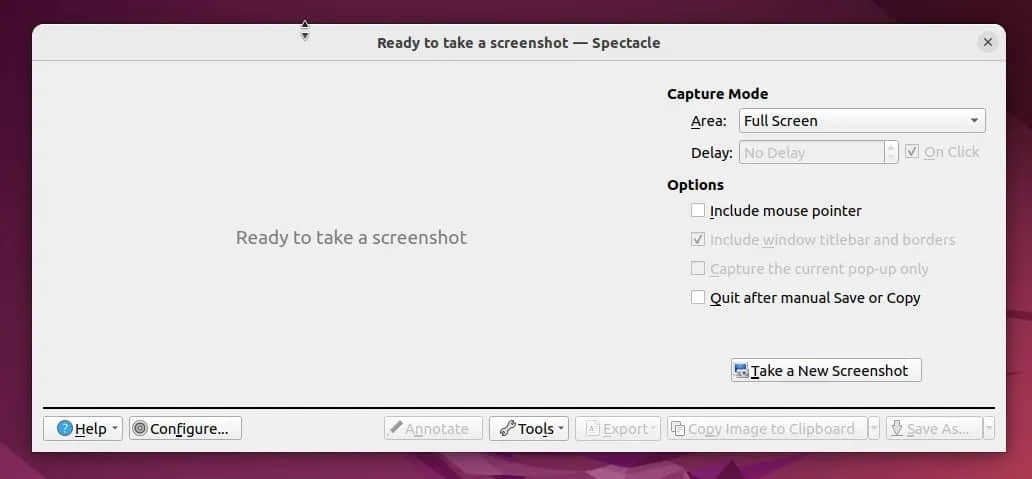 Ready to take a screenshot — Spectacle
Ready to take a screenshot
Capture Mode
Area: Full Screen
Delay: No Delay On Click
Options
Include mouse pointer
Include window titlebar and borders
Capture the current pop-up only
Quit after manual Save or Copy
Take a New Screenshot
Help Configure... Annotate Tools Export Copy Image to Clipboard Save As...